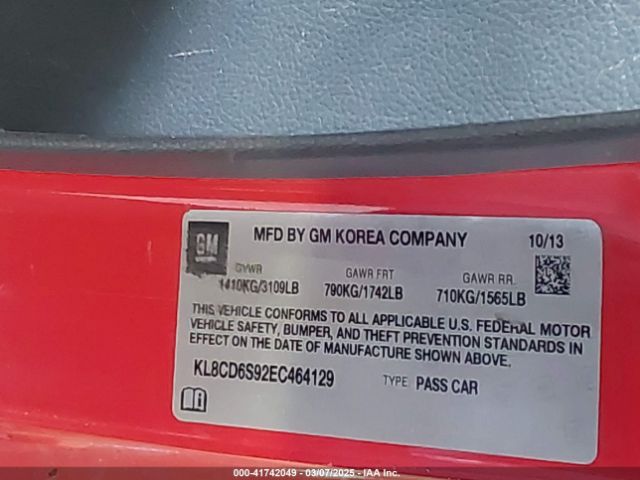 GM
MFD BY GM KOREA COMPANY 10/13
GVWR GAWR FRT GAWR RR
1410KG/3109LB 790KG/1742LB 710KG/1565LB
THIS VEHICLE CONFORMS TO ALL APPLICABLE U.S. FEDERAL MOTOR
VEHICLE SAFETY, BUMPER, AND THEFT PREVENTION STANDARDS IN
EFFECT ON THE DATE OF MANUFACTURE SHOWN ABOVE.
KL8CD6S92EC464129 TYPE: PASS CAR
000-41742049 - 03/07/2025 - IAA Inc.